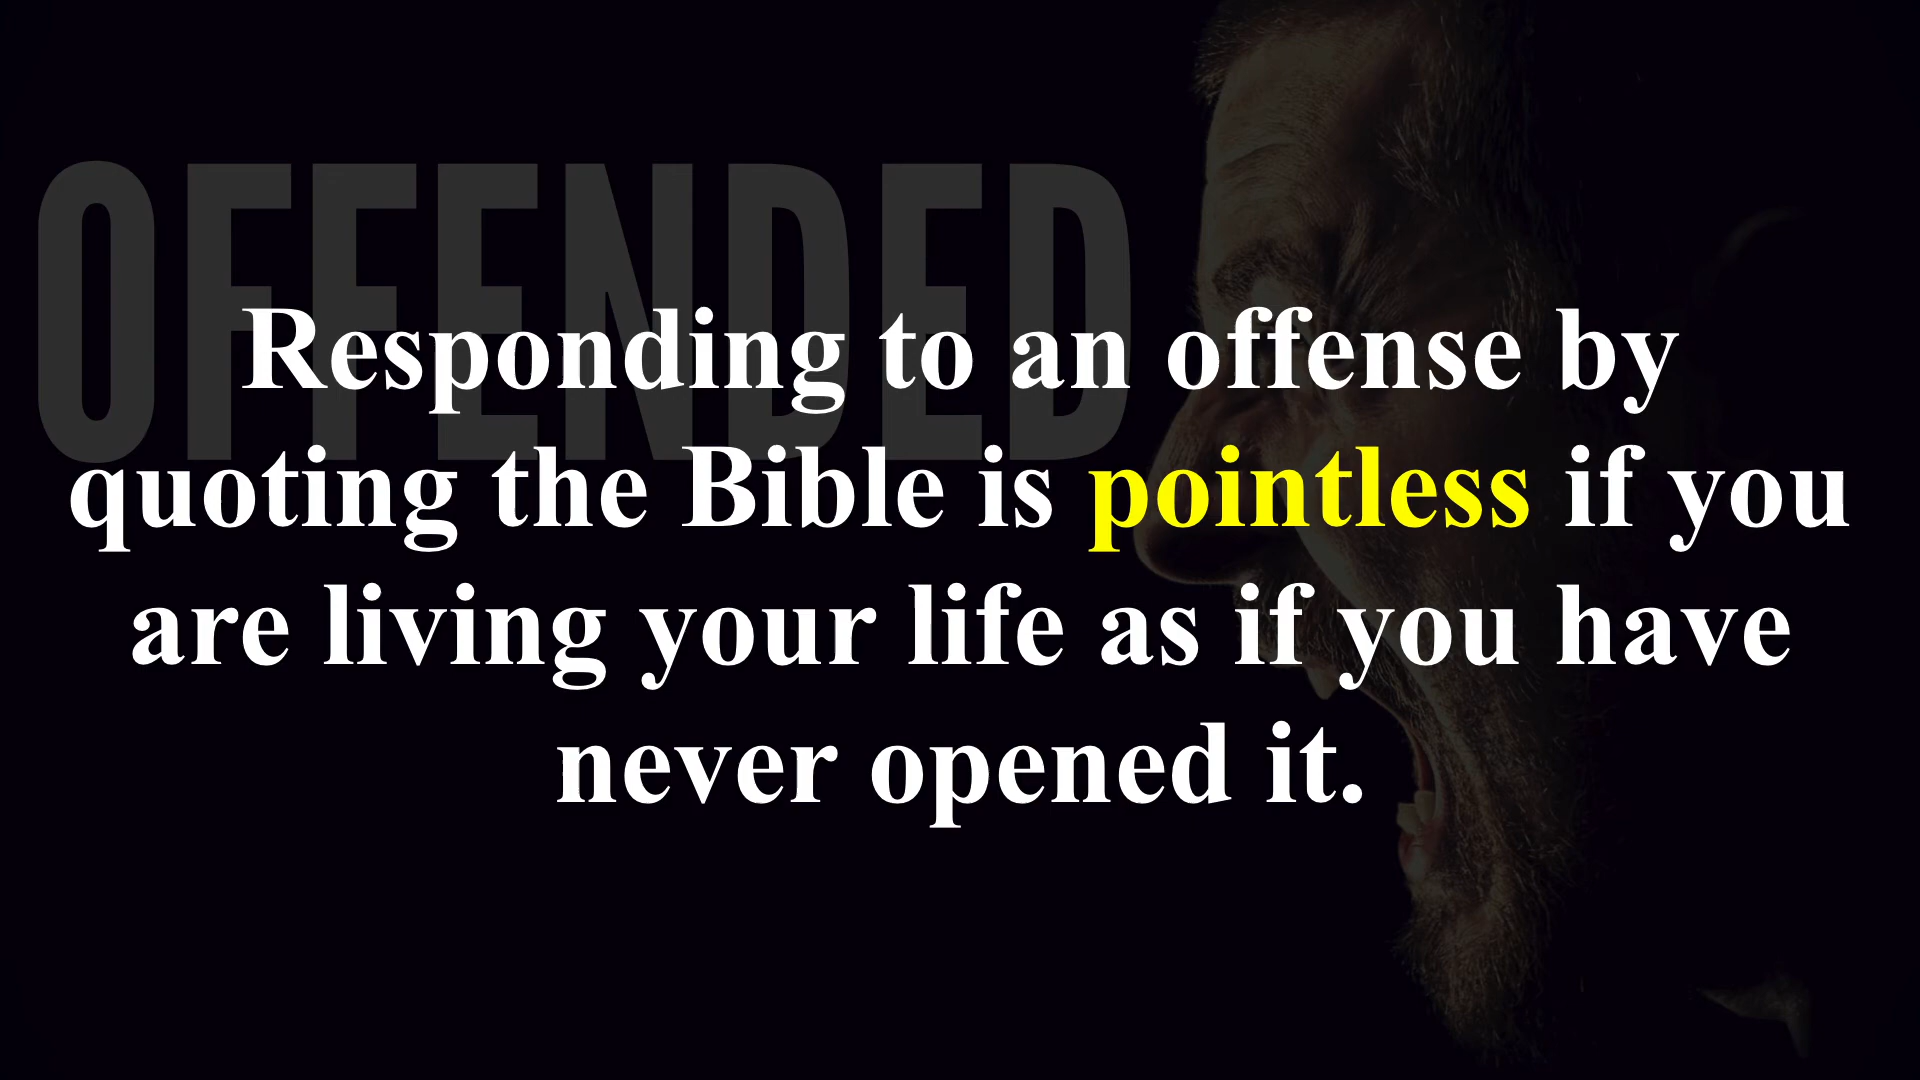 OFFENDED
Responding to an offense by
quoting the Bible is pointless if you
are living your life as if you have
never opened it.